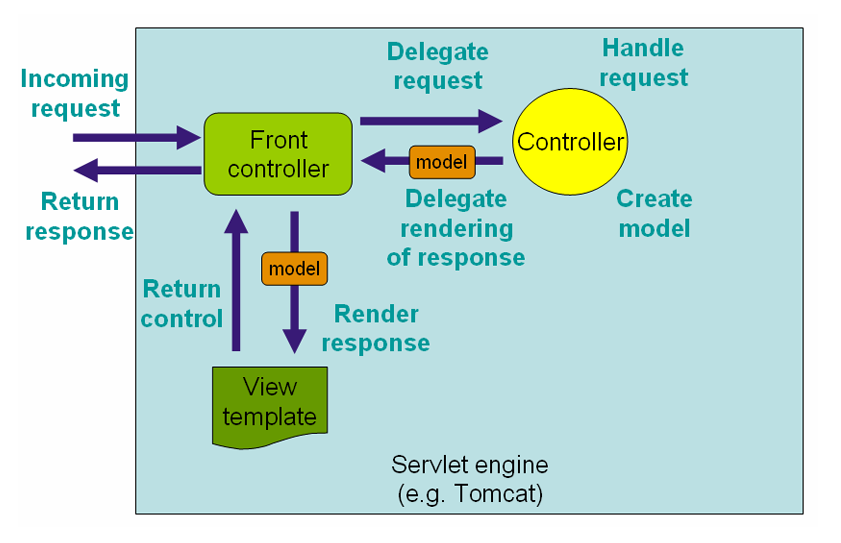 Incoming
request
Return
response
Front
controller
Delegate
request
Handle
request
Controller
model
Delegate
rendering
of response
Create
model
model
Return
control
Render
response
View
template
Servlet engine
(e.g. Tomcat)